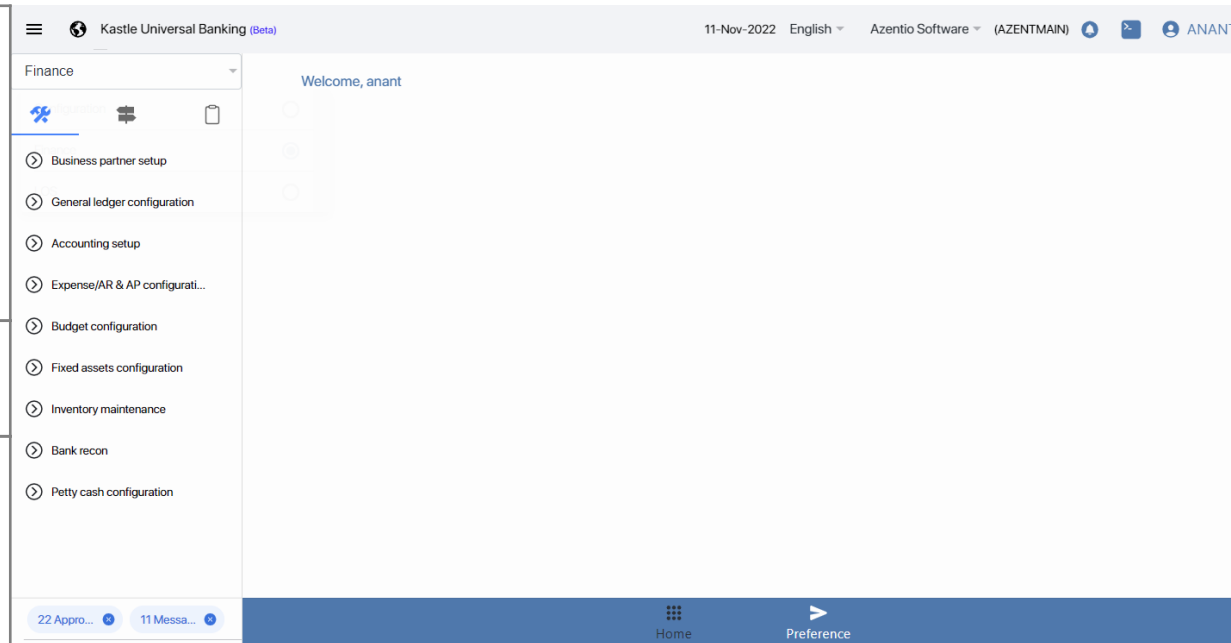 Kastle Universal Banking (Beta)
11-Nov-2022 English Azentio Software (AZENTMAIN) ANANT
Finance
Welcome, anant
Business partner setup
General ledger configuration
Accounting setup
Expense/AR & AP configurati...
Budget configuration
Fixed assets configuration
Inventory maintenance
Bank recon
Petty cash configuration
22 Appro... 11 Messa...
Home Preference